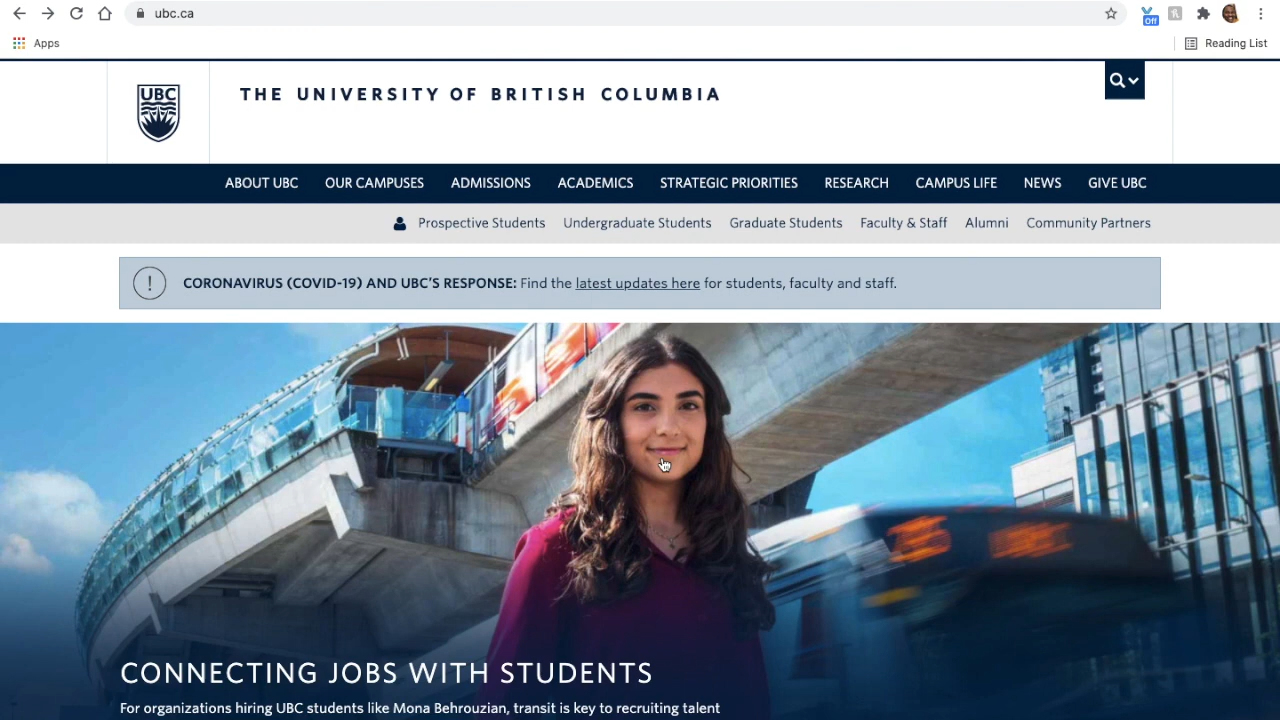 ubc.ca
Off
Apps
Reading List
UBC
THE UNIVERSITY OF BRITISH COLUMBIA
ABOUT UBC OUR CAMPUSES ADMISSIONS ACADEMICS STRATEGIC PRIORITIES RESEARCH CAMPUS LIFE NEWS GIVE UBC
Prospective Students Undergraduate Students Graduate Students Faculty & Staff Alumni Community Partners
! CORONAVIRUS (COVID-19) AND UBC'S RESPONSE: Find the latest updates here for students, faculty and staff.
CONNECTING JOBS WITH STUDENTS
For organizations hiring UBC students like Mona Behrouzian, transit is key to recruiting talent